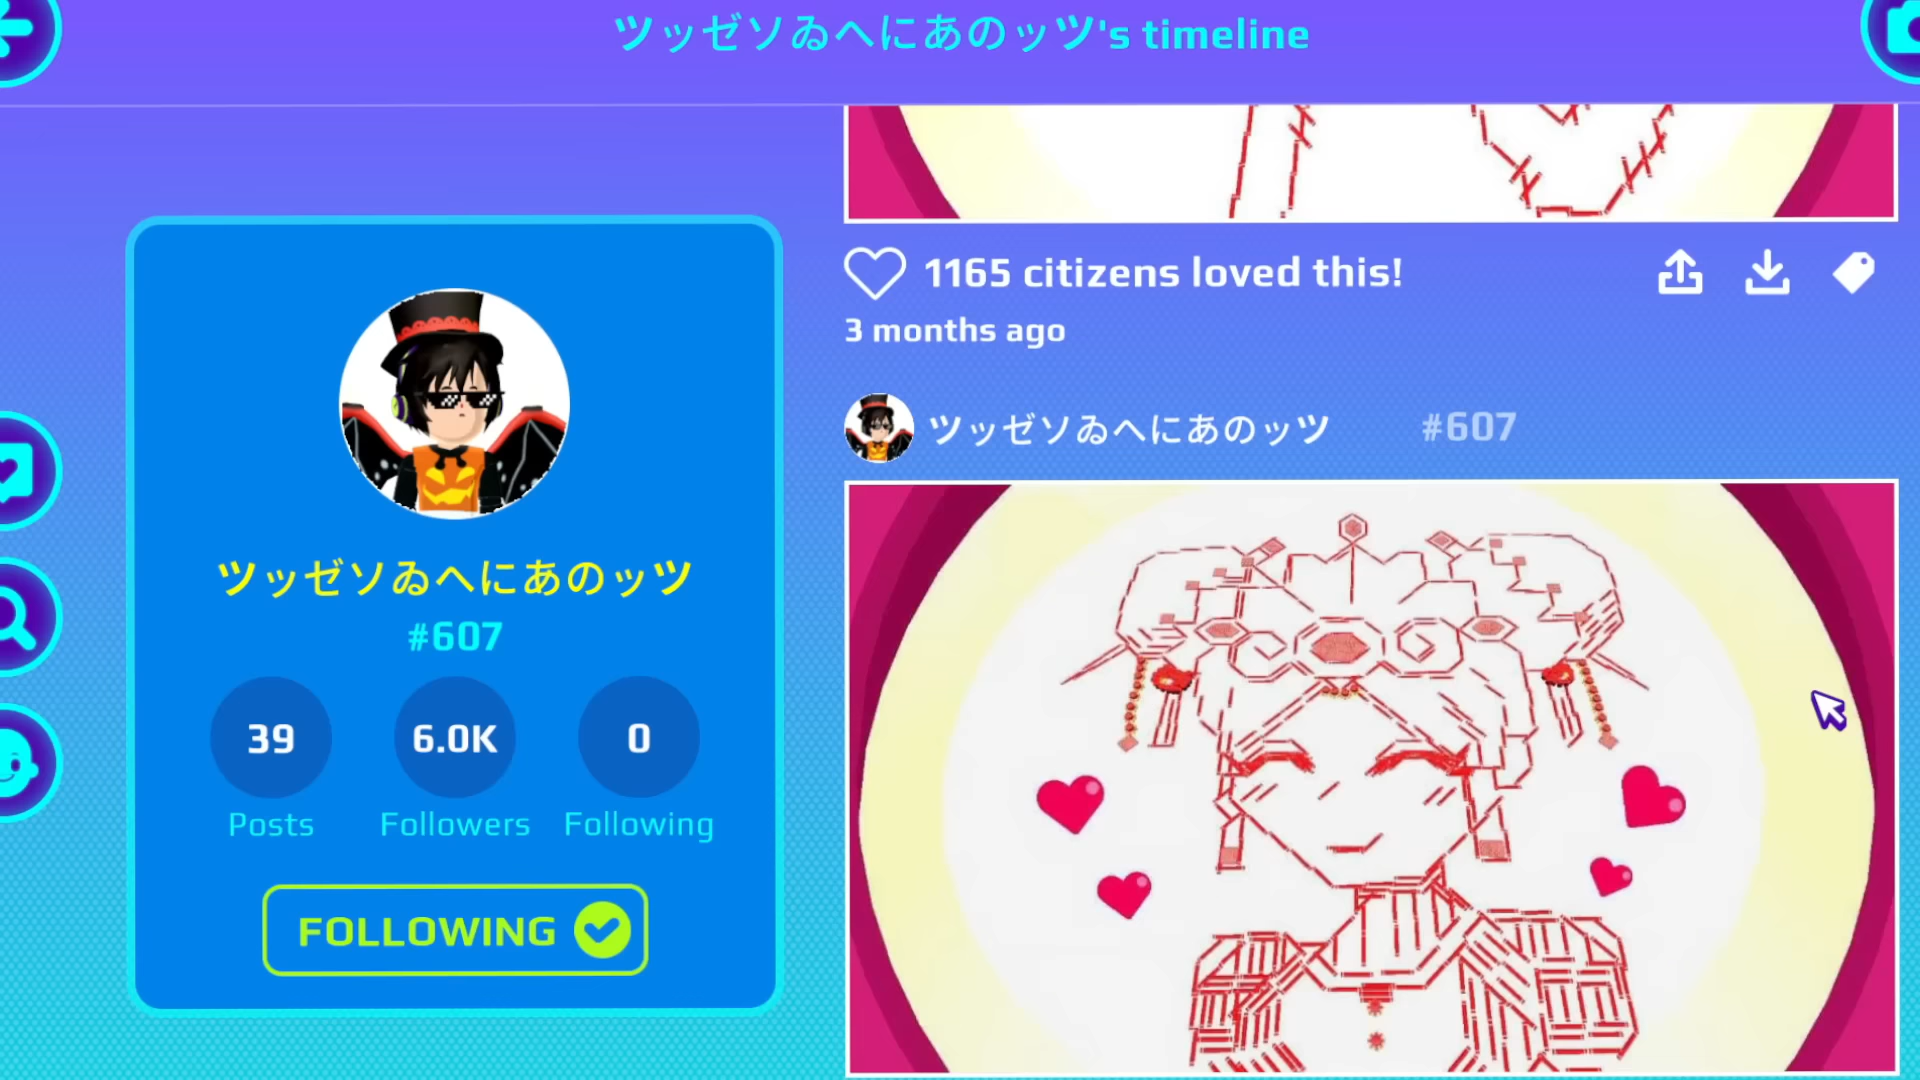 ツッゼソゐへにあのッツ's timeline
1165 citizens loved this!
3 months ago
ツッゼソゐへにあのッツ #607
ツッゼソゐへにあのッツ
#607
39 6.0K 0
Posts Followers Following
FOLLOWING